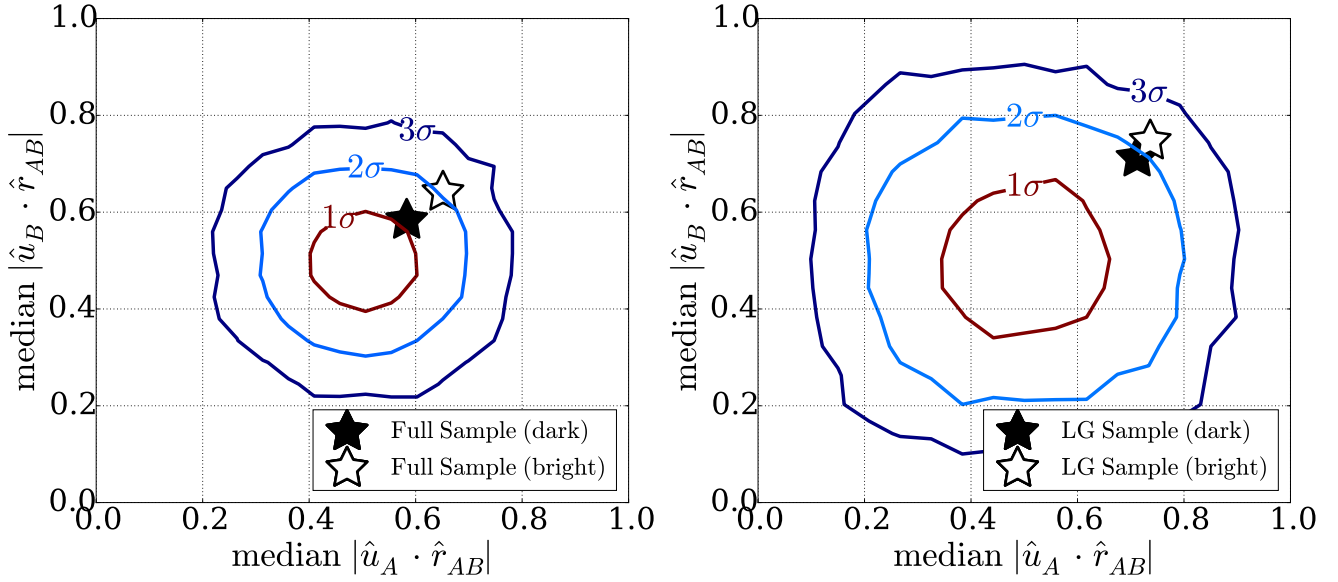 1.0
0.8
0.6
0.4
0.2
0.0
0.0 0.2 0.4 0.6 0.8 1.0
median |û_B · r̂_AB|
median |û_A · r̂_AB|
3σ
2σ
1σ
Full Sample (dark)
Full Sample (bright)
1.0
0.8
0.6
0.4
0.2
0.0
0.0 0.2 0.4 0.6 0.8 1.0
median |û_B · r̂_AB|
median |û_A · r̂_AB|
3σ
2σ
1σ
LG Sample (dark)
LG Sample (bright)